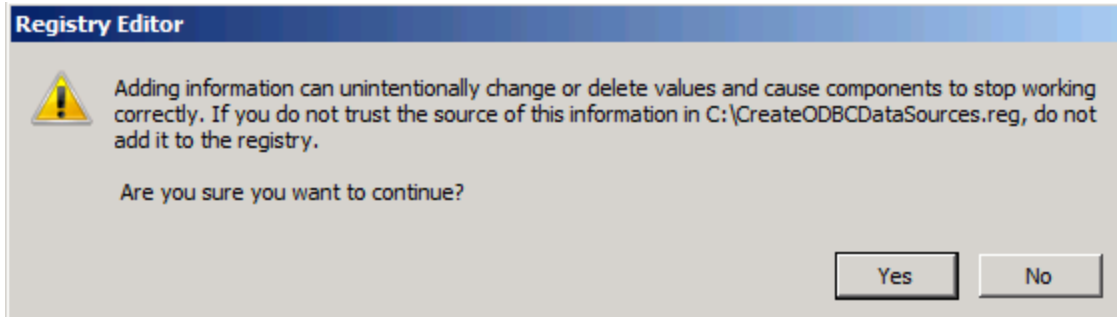 Registry Editor
Adding information can unintentionally change or delete values and cause components to stop working
correctly. If you do not trust the source of this information in C:\CreateODBCDataSources.reg, do not
add it to the registry.
Are you sure you want to continue?
Yes No